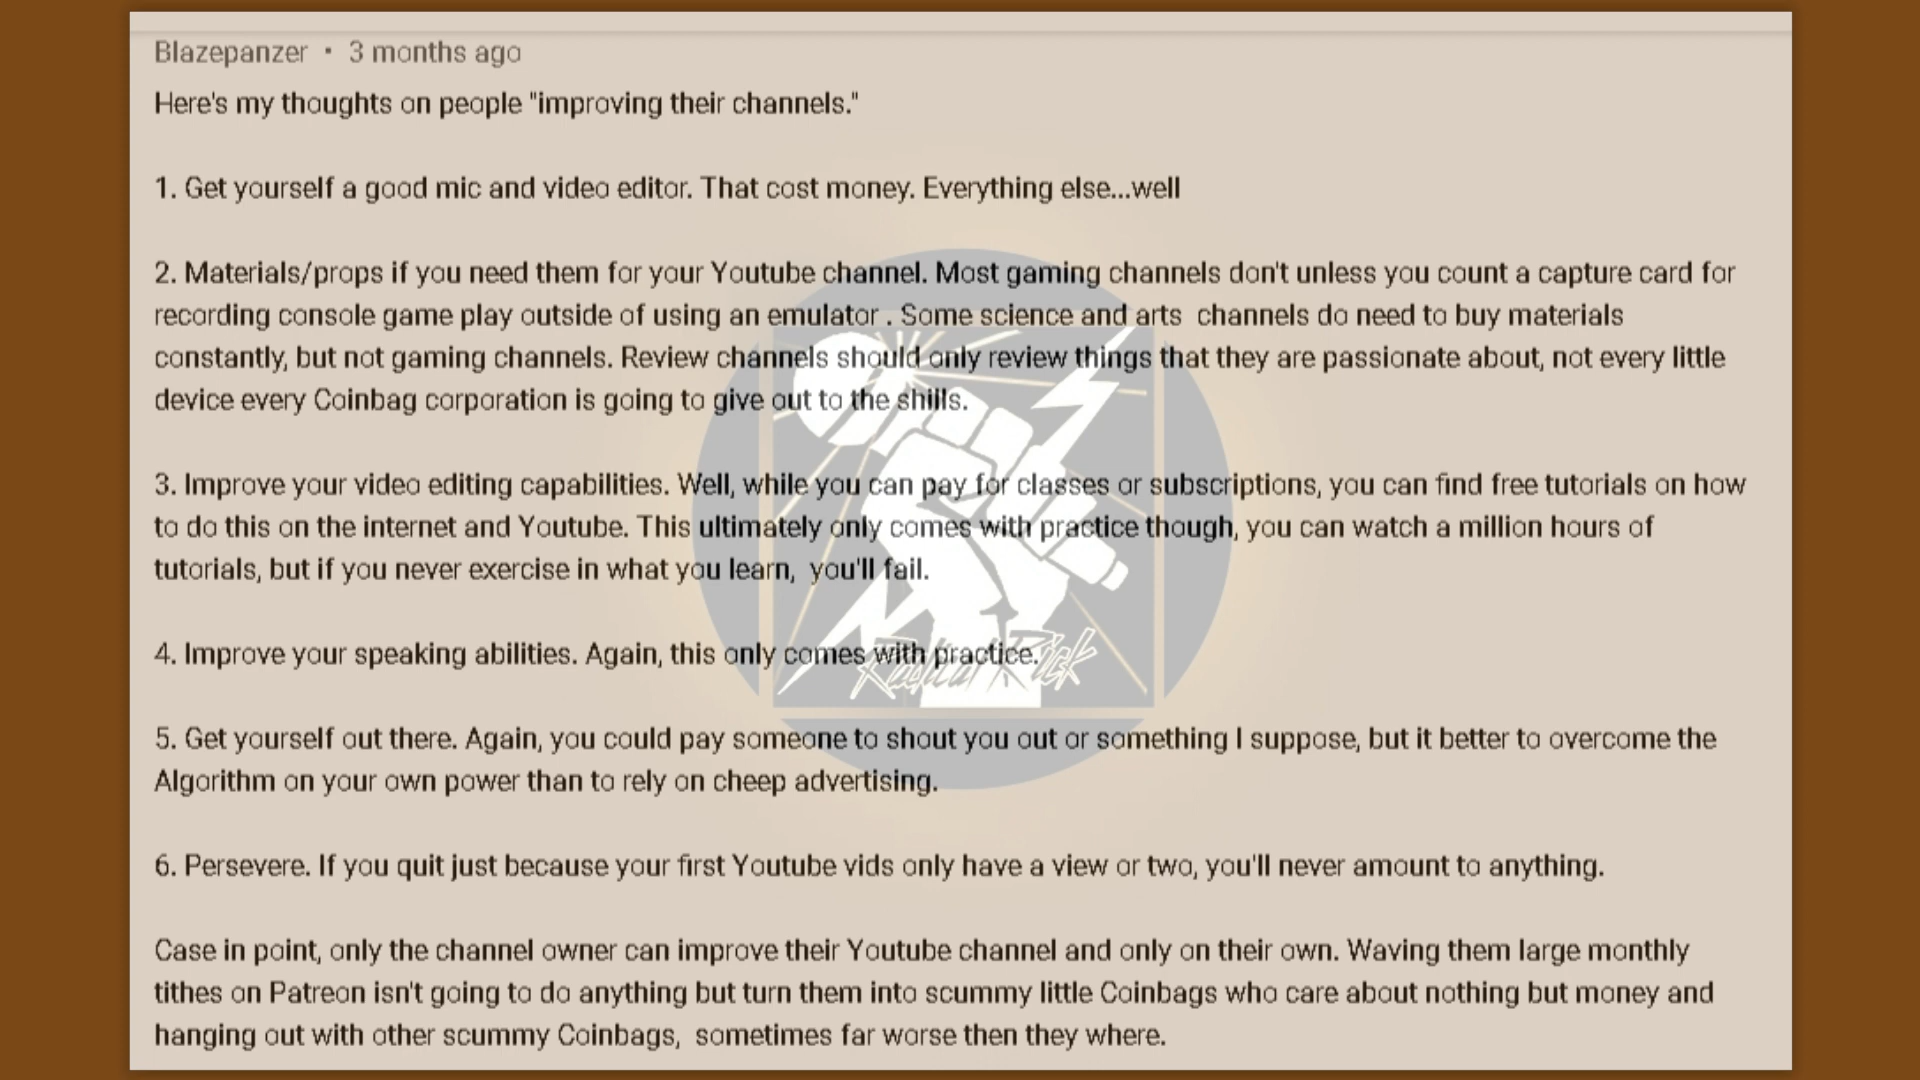 Blazepanzer • 3 months ago
Here's my thoughts on people "improving their channels."
1. Get yourself a good mic and video editor. That cost money. Everything else...well
2. Materials/props if you need them for your Youtube channel. Most gaming channels don't unless you count a capture card for
recording console game play outside of using an emulator . Some science and arts  channels do need to buy materials
constantly, but not gaming channels. Review channels should only review things that they are passionate about, not every little
device every Coinbag corporation is going to give out to the shills.
3. Improve your video editing capabilities. Well, while you can pay for classes or subscriptions, you can find free tutorials on how
to do this on the internet and Youtube. This ultimately only comes with practice though, you can watch a million hours of
tutorials, but if you never exercise in what you learn,  you'll fail.
4. Improve your speaking abilities. Again, this only comes with practice.
Radical Rick
5. Get yourself out there. Again, you could pay someone to shout you out or something I suppose, but it better to overcome the
Algorithm on your own power than to rely on cheep advertising.
6. Persevere. If you quit just because your first Youtube vids only have a view or two, you'll never amount to anything.
Case in point, only the channel owner can improve their Youtube channel and only on their own. Waving them large monthly
tithes on Patreon isn't going to do anything but turn them into scummy little Coinbags who care about nothing but money and
hanging out with other scummy Coinbags,  sometimes far worse then they where.